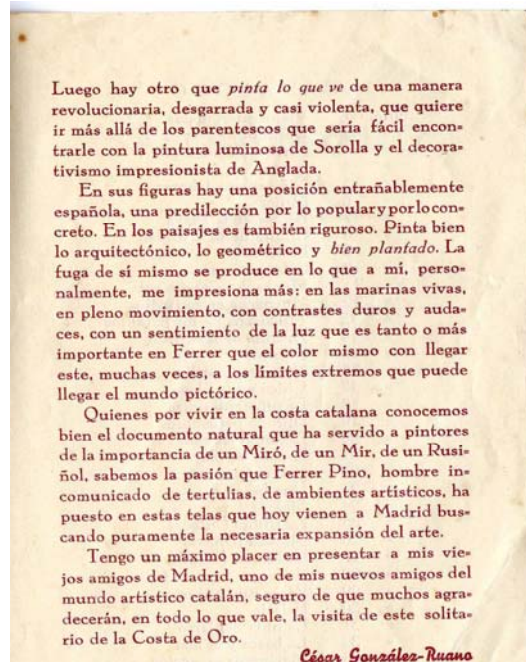 Luego hay otro que pinta lo que ve de una manera
revolucionaria, desgarrada y casi violenta, que quiere
ir más allá de los parentescos que sería fácil encon-
trarle con la pintura luminosa de Sorolla y el decora-
tivismo impresionista de Anglada.
En sus figuras hay una posición entrañablemente
española, una predilección por lo popular y por lo con-
creto. En los paisajes es también riguroso. Pinta bien
lo arquitectónico, lo geométrico y bien plantado. La
fuga de sí mismo se produce en lo que a mí, perso-
nalmente, me impresiona más: en las marinas vivas,
en pleno movimiento, con contrastes duros y auda-
ces, con un sentimiento de la luz que es tanto o más
importante en Ferrer que el color mismo con llegar
este, muchas veces, a los límites extremos que puede
llegar el mundo pictórico.
Quienes por vivir en la costa catalana conocemos
bien el documento natural que ha servido a pintores
de la importancia de un Miró, de un Mir, de un Rusi-
ñol, sabemos la pasión que Ferrer Pino, hombre in-
comunicado de tertulias, de ambientes artísticos, ha
puesto en estas telas que hoy vienen a Madrid bus-
cando puramente la necesaria expansión del arte.
Tengo un máximo placer en presentar a mis vie-
jos amigos de Madrid, uno de mis nuevos amigos del
mundo artístico catalán, seguro de que muchos agra-
decerán, en todo lo que vale, la visita de este solita-
rio de la Costa de Oro.
César González-Ruano